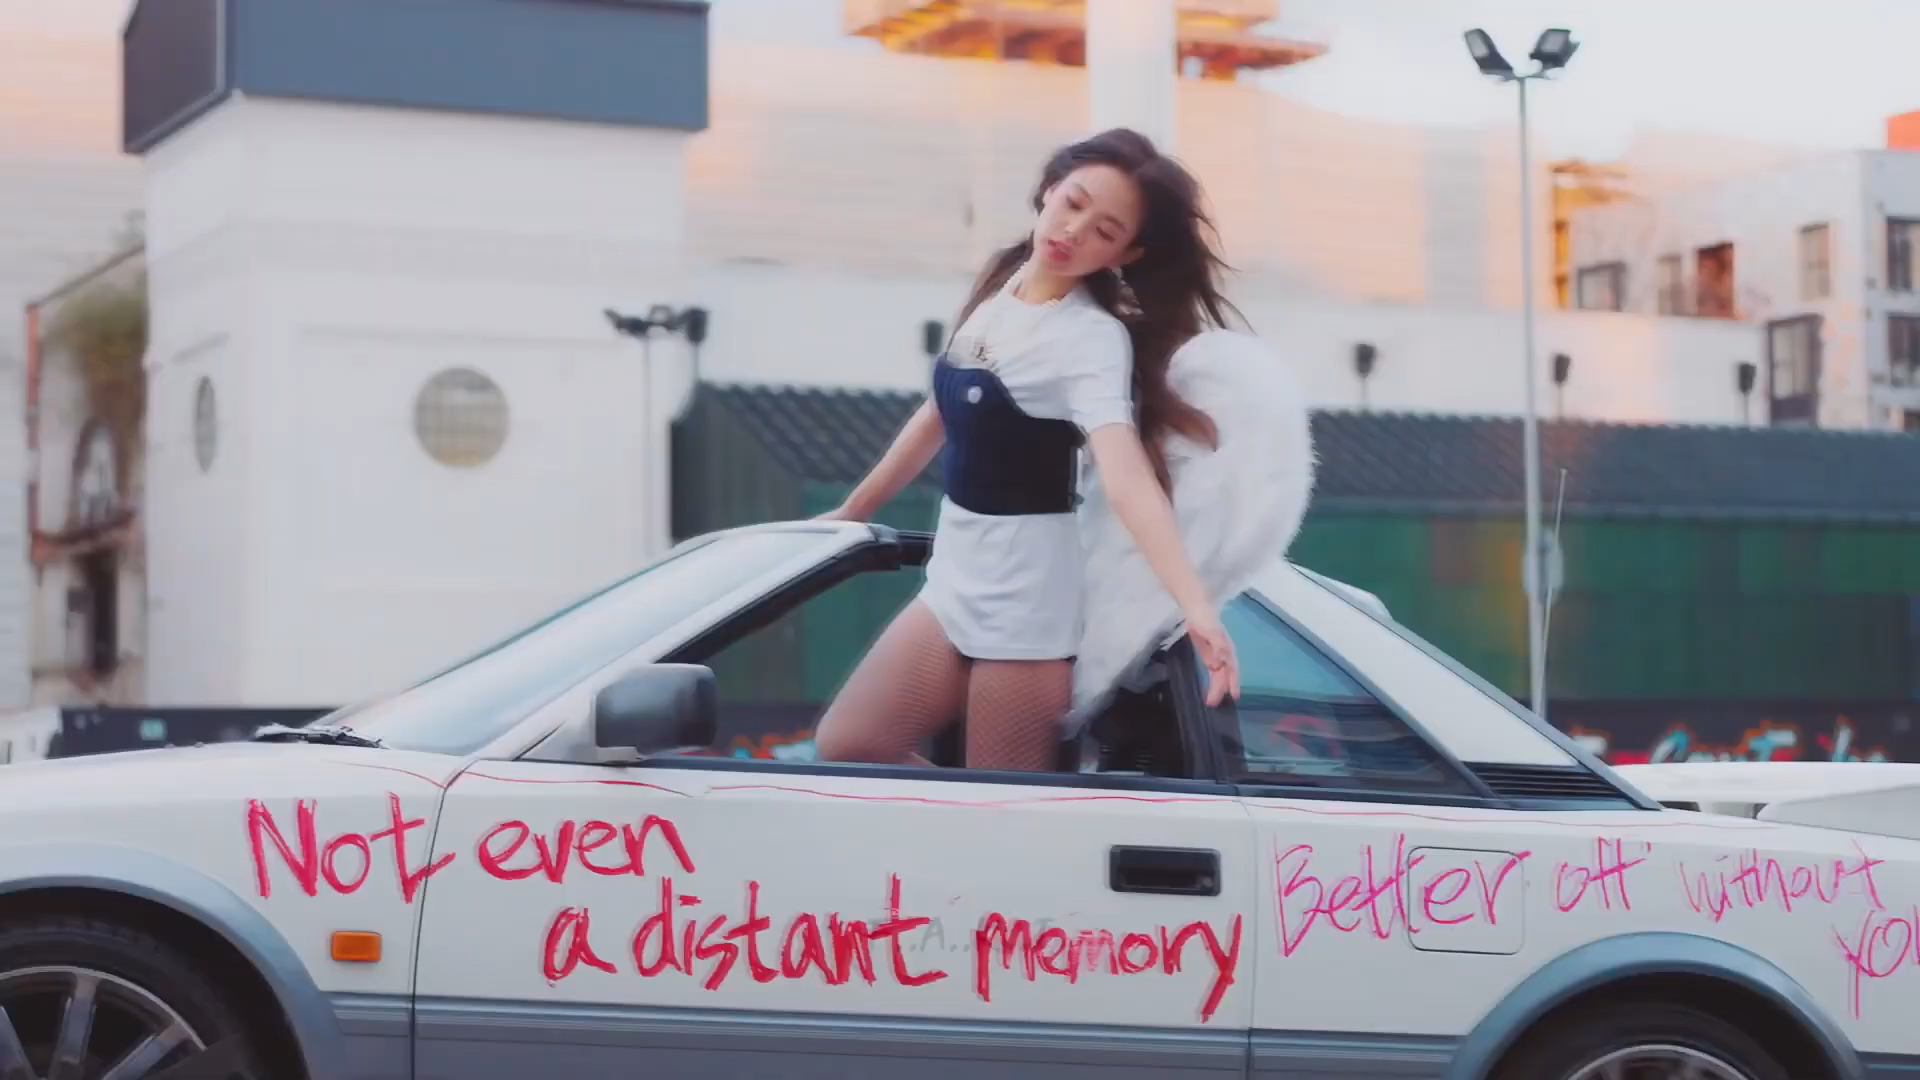 Not even
a distant memory
Better off without
you